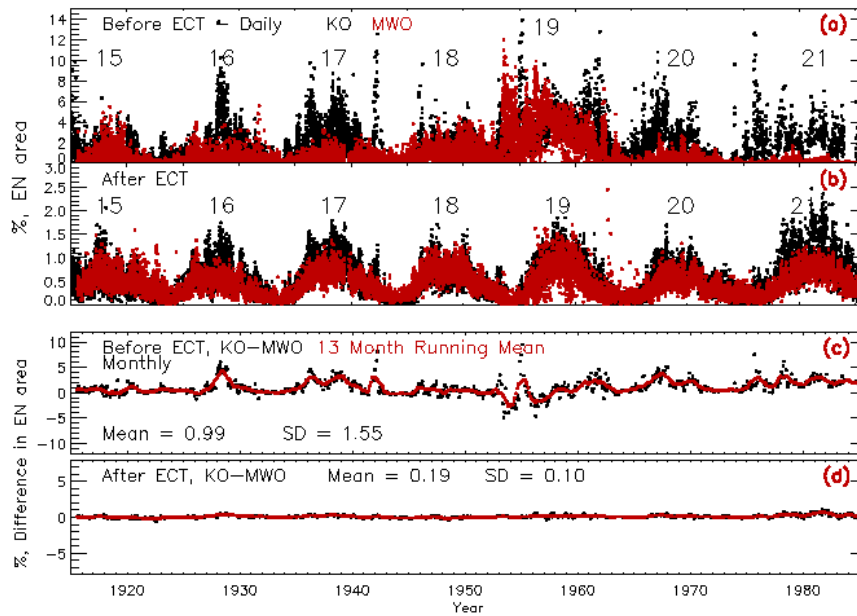 Before ECT - Daily KO MWO (a)
15 16 17 18 19 20 21
14
12
10
8
6
4
2
0
After ECT (b)
15 16 17 18 19 20 2
3.0
2.5
2.0
1.5
1.0
0.5
0.0
%, EN area
Before ECT, KO-MWO 13 Month Running Mean (c)
Monthly
10
5
0
-5
-10
Mean = 0.99 SD = 1.55
After ECT, KO-MWO Mean = 0.19 SD = 0.10 (d)
5
0
-5
%, Difference in EN area
1920 1930 1940 1950 1960 1970 1980
Year